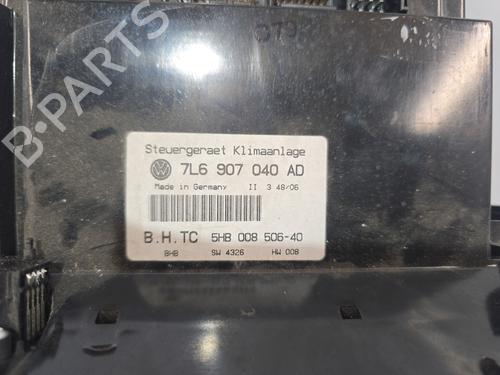 079
Steuergeraet Klimaanlage
7L6 907 040 AD
Made in Germany II 3 48/06
B.H.TC 5HB 008 506-40
BHB SW 4326 HW 008
B-PARTS